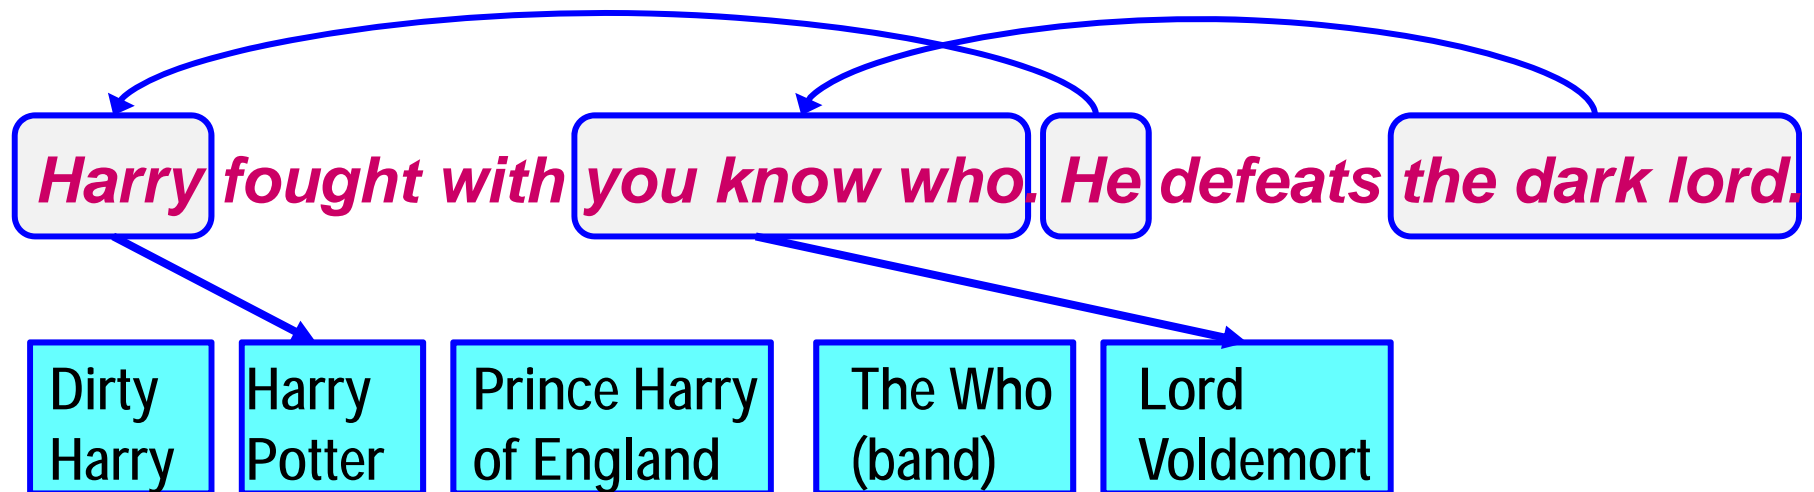 Harry fought with you know who. He defeats the dark lord.
Dirty
Harry
Harry
Potter
Prince Harry
of England
The Who
(band)
Lord
Voldemort